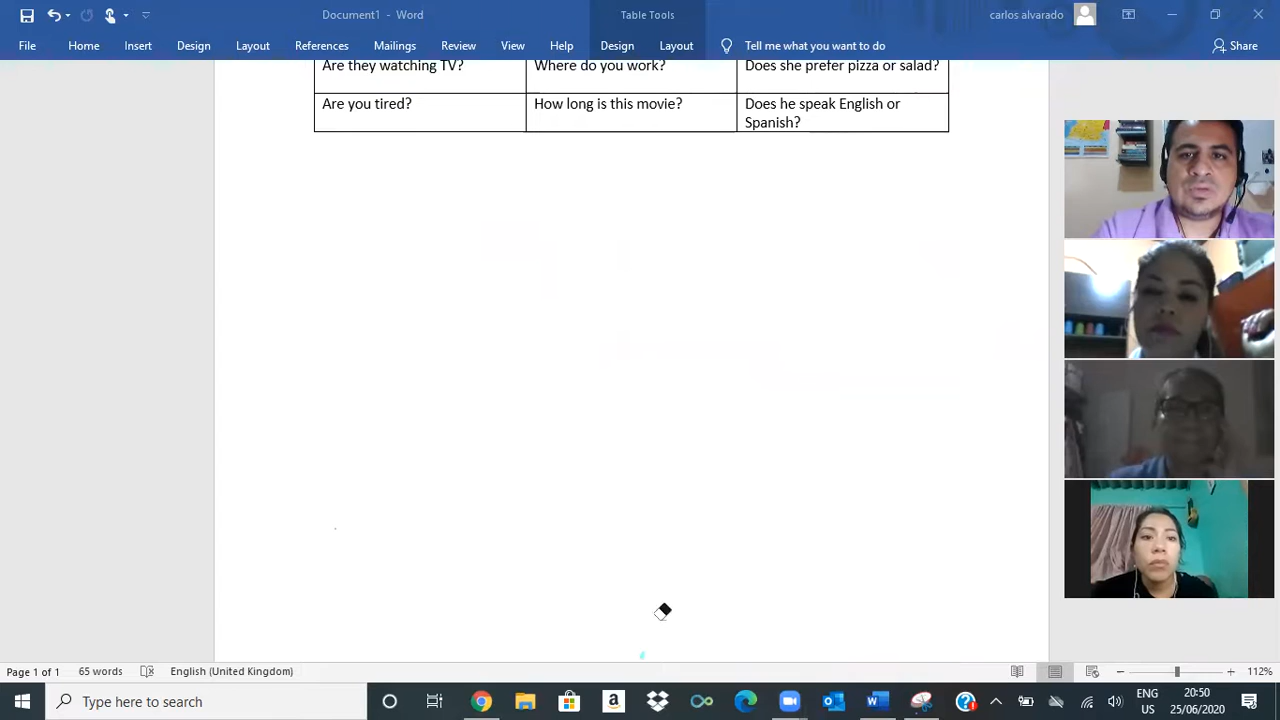 Document1 - Word
Table Tools
carlos alvarado
File Home Insert Design Layout References Mailings Review View Help Design Layout Tell me what you want to do Share
Are they watching TV? Where do you work? Does she prefer pizza or salad?
Are you tired? How long is this movie? Does he speak English or
Spanish?
Page 1 of 1 65 words English (United Kingdom) 112%
Type here to search
ENG 20:50
US 25/06/2020